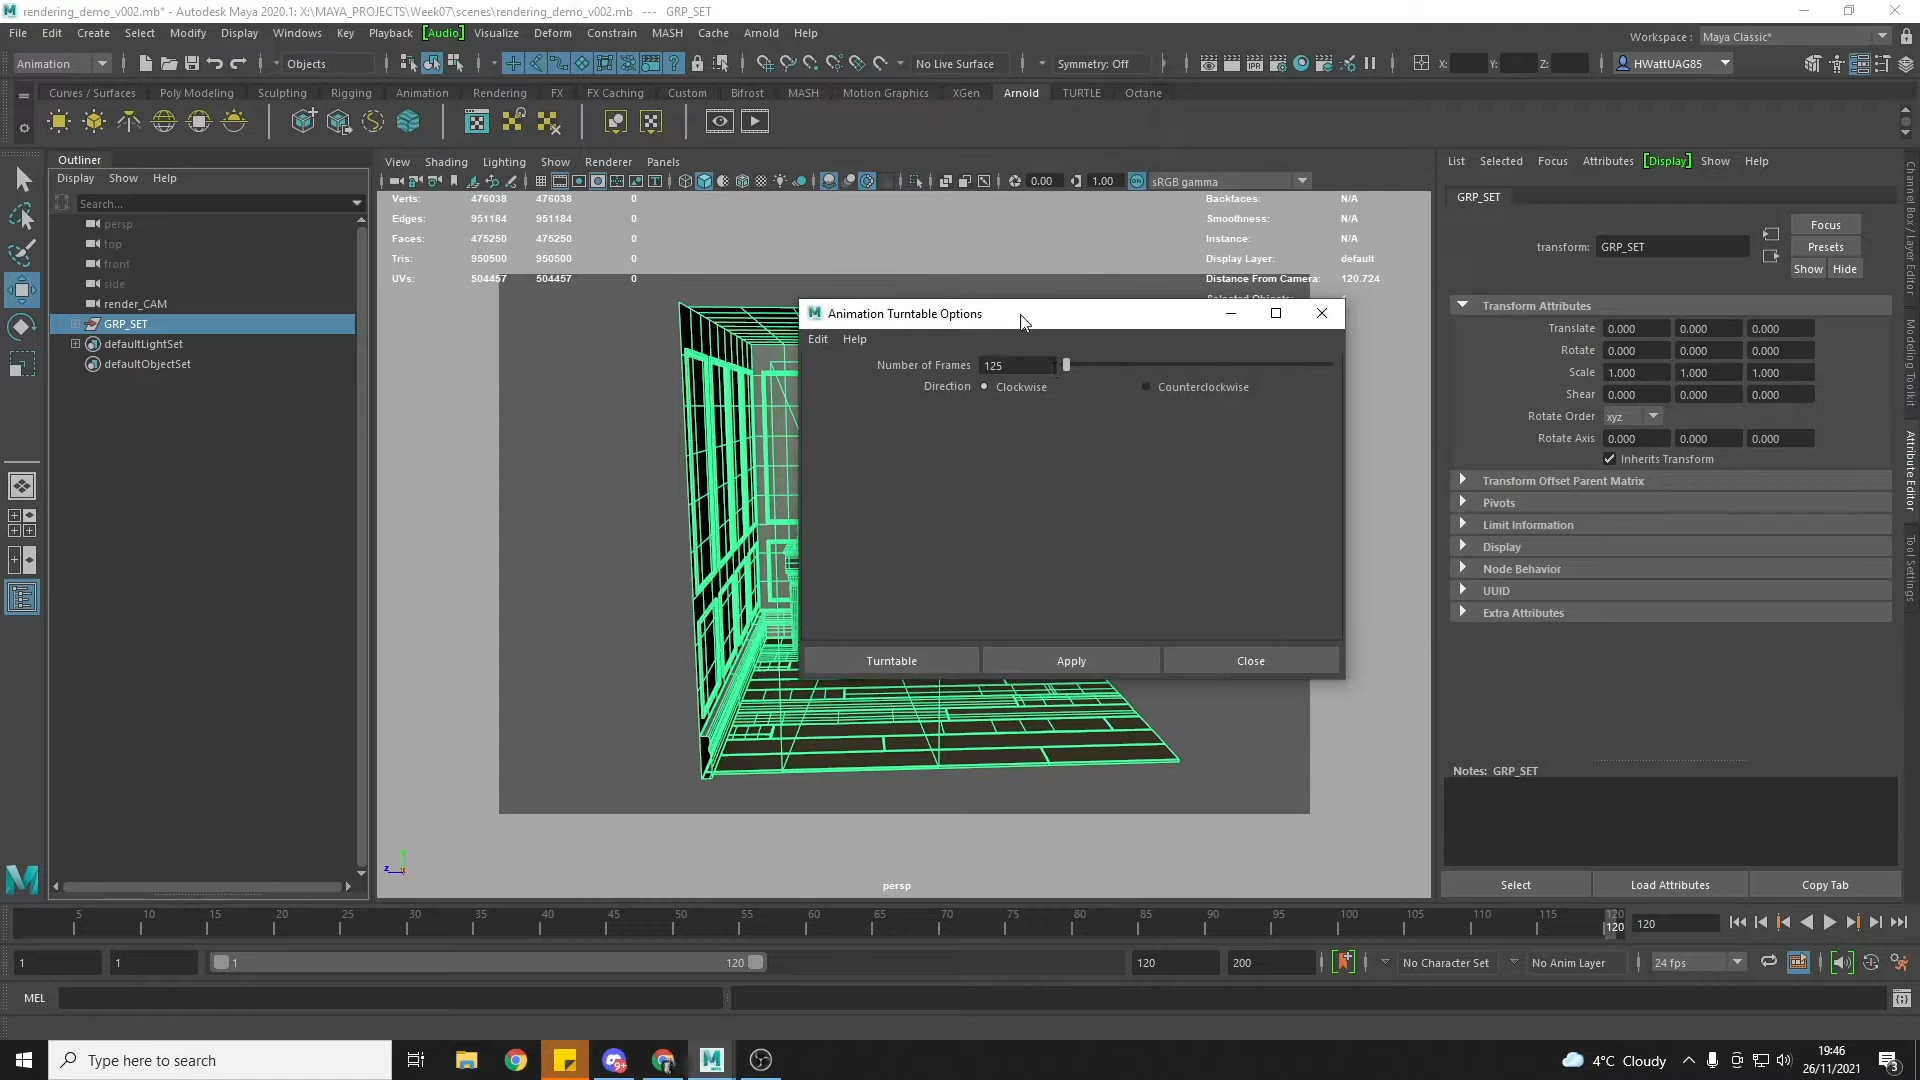 rendering_demo_v002.mb* - Autodesk Maya 2020.1: X:\MAYA_PROJECTS\Week07\scenes\rendering_demo_v002.mb --- GRP_SET
File Edit Create Select Modify Display Windows Key Playback [Audio] Visualize Deform Constrain MASH Cache Arnold Help
Workspace : Maya Classic*
Animation Objects No Live Surface Symmetry: Off X: Y: Z: HWattUAG85
Curves / Surfaces Poly Modeling Sculpting Rigging Animation Rendering FX FX Caching Custom Bifrost MASH Motion Graphics XGen Arnold TURTLE Octane
Outliner
Display Show Help
Search...
persp
top
front
side
render_CAM
GRP_SET
defaultLightSet
defaultObjectSet
View Shading Lighting Show Renderer Panels
0.00 1.00 sRGB gamma
Verts: 476038 476038 0
Edges: 951184 951184 0
Faces: 475250 475250 0
Tris: 950500 950500 0
UVs: 504457 504457 0
Backfaces: N/A
Smoothness: N/A
Instance: N/A
Display Layer: default
Distance From Camera: 120.724
Animation Turntable Options
Edit Help
Number of Frames 125
Direction Clockwise Counterclockwise
Turntable Apply Close
z
persp
List Selected Focus Attributes [Display] Show Help
GRP_SET
transform: GRP_SET
Focus
Presets
Show Hide
Transform Attributes
Translate 0.000 0.000 0.000
Rotate 0.000 0.000 0.000
Scale 1.000 1.000 1.000
Shear 0.000 0.000 0.000
Rotate Order xyz
Rotate Axis 0.000 0.000 0.000
Inherits Transform
Transform Offset Parent Matrix
Pivots
Limit Information
Display
Node Behavior
UUID
Extra Attributes
Notes: GRP_SET
Select Load Attributes Copy Tab
Channel Box / Layer Editor
Modeling Toolkit
Attribute Editor
Tool Settings
5 10 15 20 25 30 35 40 45 50 55 60 65 70 75 80 85 90 95 100 105 110 115 120
120 120
1 1 1 120 120 200 No Character Set No Anim Layer 24 fps
MEL
Type here to search
9+
4°C Cloudy
19:46
26/11/2021
3